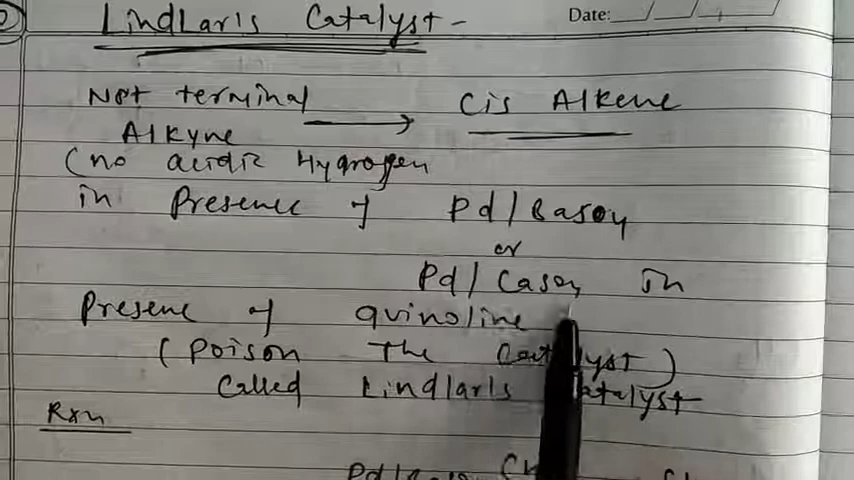 Lindlar's Catalyst- Date:
Not terminal → Cis Alkene
Alkyne
(no acidic Hydrogen
in Presence of Pd/BaSO4
or
Pd/CaSO4 in
Presence of quinoline
(Poison The Catalyst)
Called Lindlar's Catalyst
Rxn